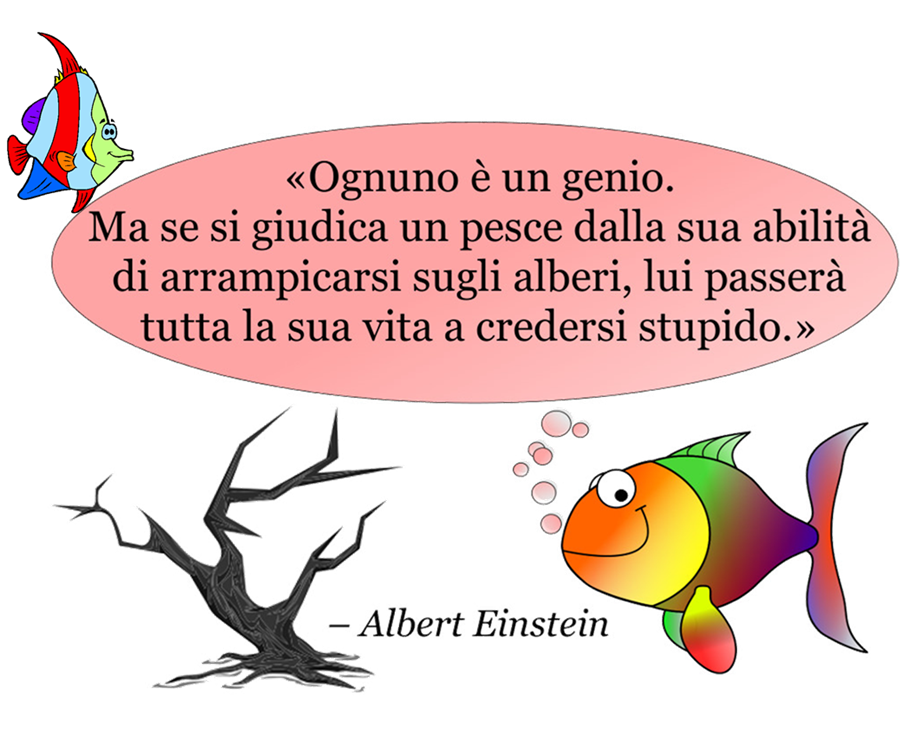 «Ognuno è un genio.
Ma se si giudica un pesce dalla sua abilità
di arrampicarsi sugli alberi, lui passerà
tutta la sua vita a credersi stupido.»
– Albert Einstein